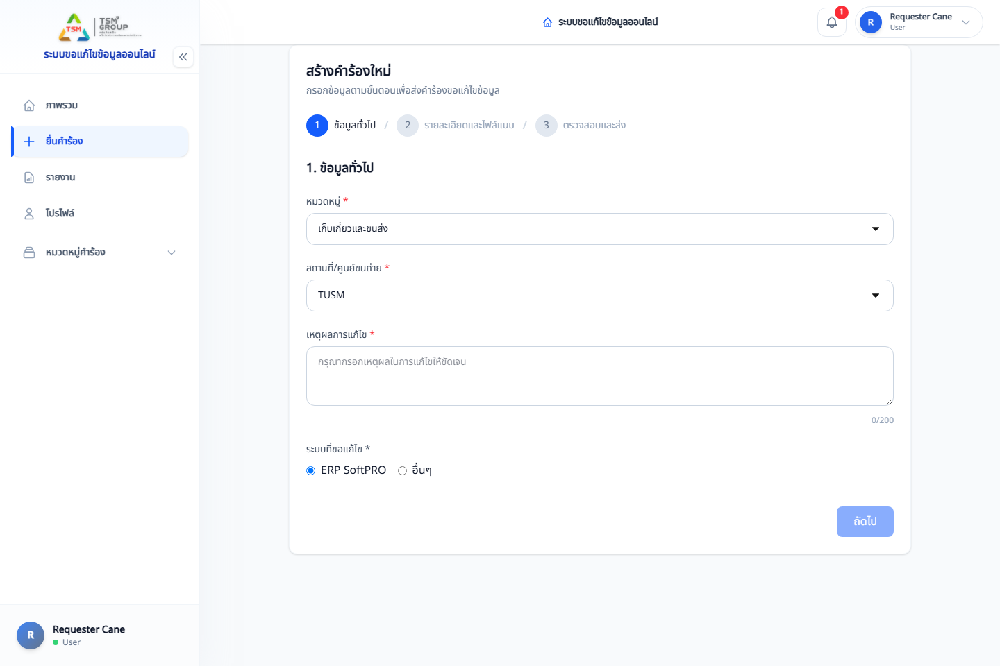 TSM
TSM
GROUP
ระบบขอแก้ไขข้อมูลออนไลน์
ภาพรวม
ยื่นคำร้อง
รายงาน
โปรไฟล์
หมวดหมู่คำร้อง
R
Requester Cane
User
ระบบขอแก้ไขข้อมูลออนไลน์
1
R
Requester Cane
User
สร้างคำร้องใหม่
กรอกข้อมูลตามขั้นตอนเพื่อส่งคำร้องขอแก้ไขข้อมูล
1 ข้อมูลทั่วไป / 2 รายละเอียดและไฟล์แนบ / 3 ตรวจสอบและส่ง
1. ข้อมูลทั่วไป
หมวดหมู่ *
เก็บเกี่ยวและขนส่ง
สถานที่/ศูนย์ขนถ่าย *
TUSM
เหตุผลการแก้ไข *
กรุณากรอกเหตุผลในการแก้ไขให้ชัดเจน
0/200
ระบบที่ขอแก้ไข *
ERP SoftPRO อื่นๆ
ถัดไป